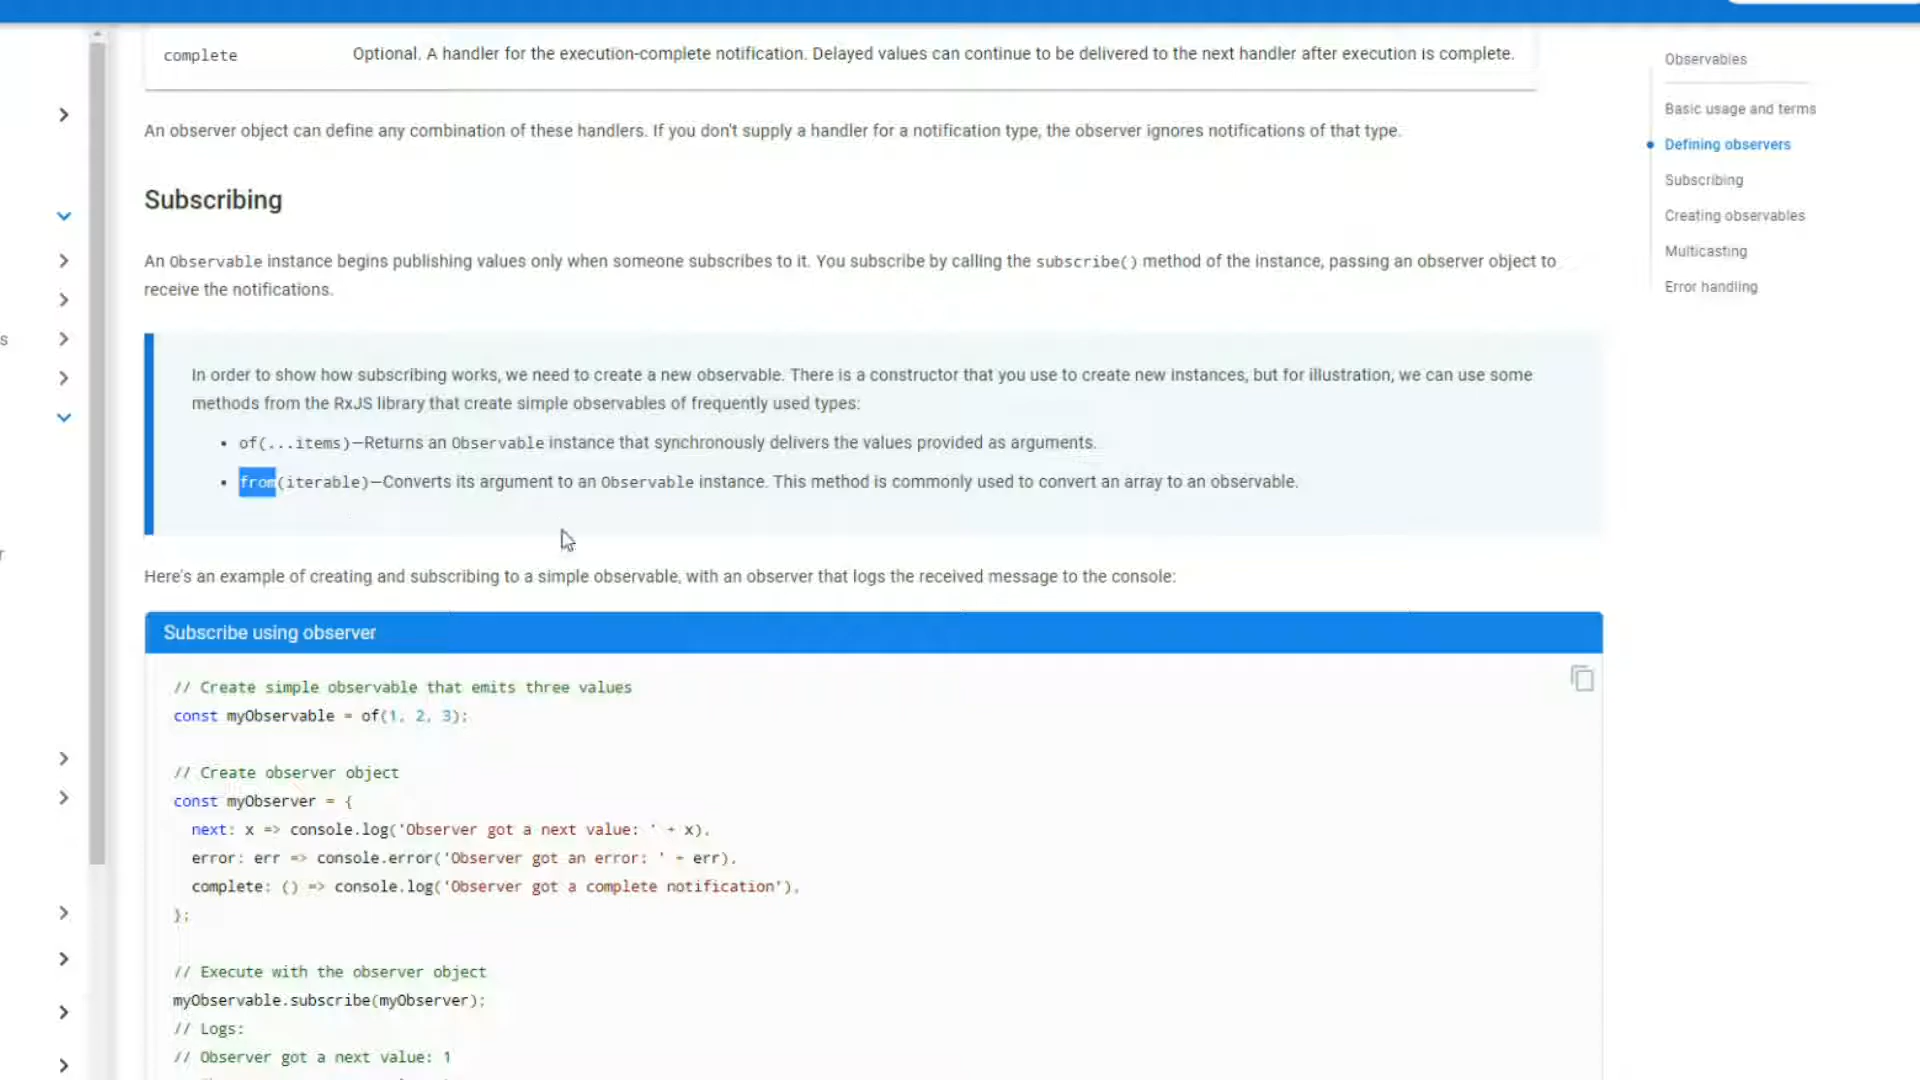 complete Optional. A handler for the execution-complete notification. Delayed values can continue to be delivered to the next handler after execution is complete.
An observer object can define any combination of these handlers. If you don't supply a handler for a notification type, the observer ignores notifications of that type.
Subscribing
An Observable instance begins publishing values only when someone subscribes to it. You subscribe by calling the subscribe() method of the instance, passing an observer object to
receive the notifications.
In order to show how subscribing works, we need to create a new observable. There is a constructor that you use to create new instances, but for illustration, we can use some
methods from the RxJS library that create simple observables of frequently used types:
• of(...items)—Returns an Observable instance that synchronously delivers the values provided as arguments.
• from(iterable)—Converts its argument to an Observable instance. This method is commonly used to convert an array to an observable.
Here's an example of creating and subscribing to a simple observable, with an observer that logs the received message to the console:
Subscribe using observer
// Create simple observable that emits three values
const myObservable = of(1, 2, 3);
// Create observer object
const myObserver = {
next: x => console.log('Observer got a next value: ' + x),
error: err => console.error('Observer got an error: ' + err),
complete: () => console.log('Observer got a complete notification'),
};
// Execute with the observer object
myObservable.subscribe(myObserver);
// Logs:
// Observer got a next value: 1
Observables
Basic usage and terms
• Defining observers
Subscribing
Creating observables
Multicasting
Error handling
s
r